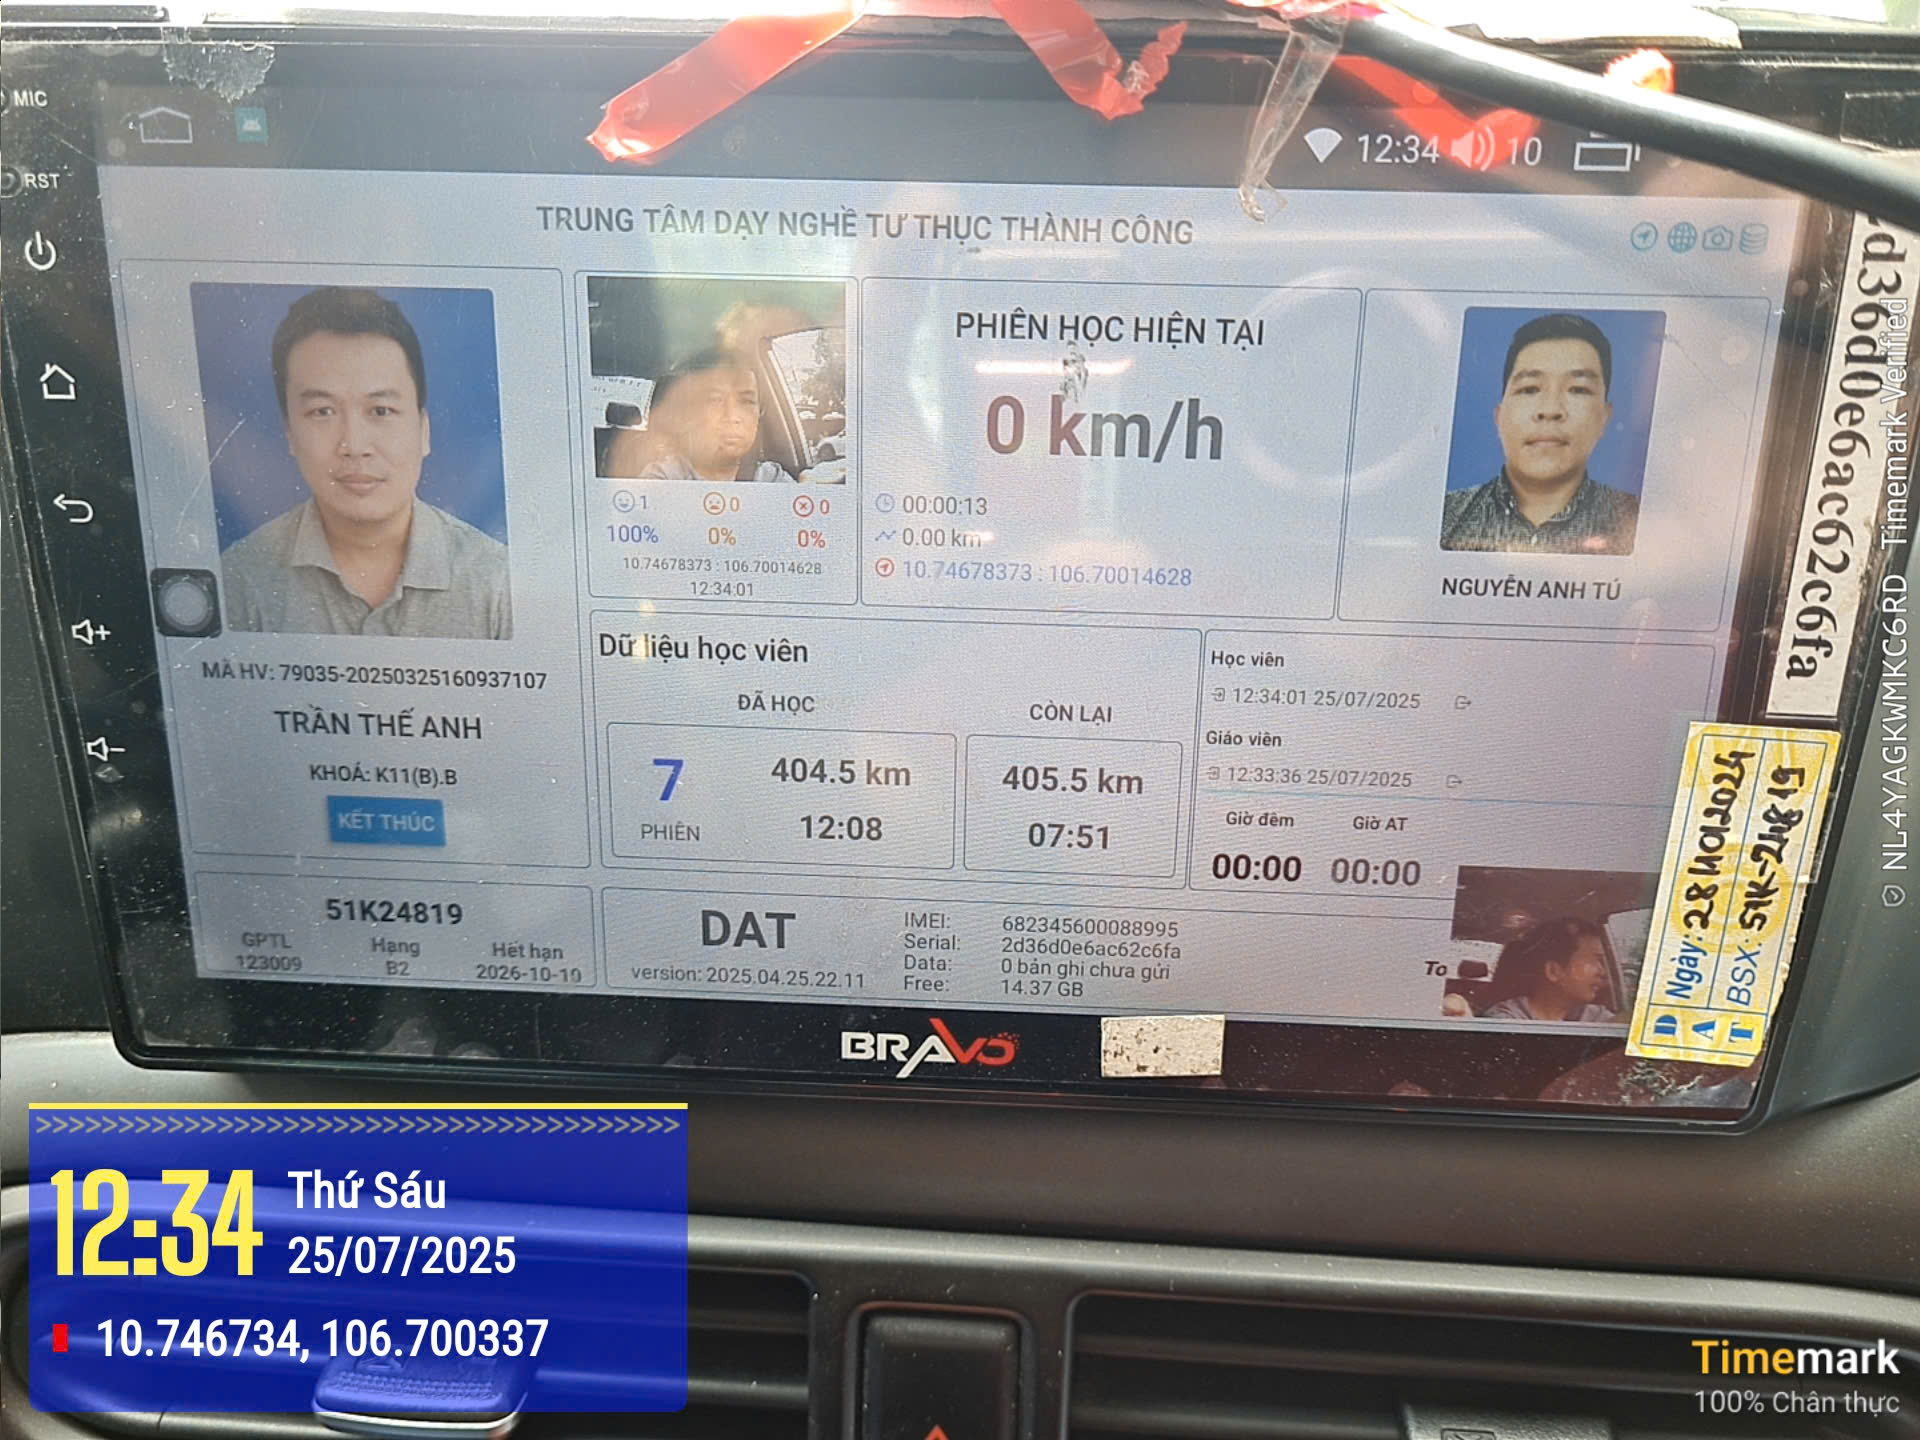 MIC
RST
12:34
10
TRUNG TÂM DẠY NGHỀ TƯ THỤC THÀNH CÔNG
MÃ HV: 79035-20250325160937107
TRẦN THẾ ANH
KHOÁ: K11(B).B
KẾT THÚC
1 0 0
100% 0% 0%
10.74678373 : 106.70014628
12:34:01
PHIÊN HỌC HIỆN TẠI
0 km/h
00:00:13
0.00 km
10.74678373 : 106.70014628
NGUYỄN ANH TÚ
Dữ liệu học viên
ĐÃ HỌC
7
PHIÊN
404.5 km
12:08
CÒN LẠI
405.5 km
07:51
Học viên
12:34:01 25/07/2025
Giáo viên
12:33:36 25/07/2025
Giờ đêm Giờ AT
00:00 00:00
51K24819
GPTL Hạng Hết hạn
123009 B2 2026-10-10
DAT
version: 2025.04.25.22.11
IMEI: 682345600088995
Serial: 2d36d0e6ac62c6fa
Data: 0 bản ghi chưa gửi
Free: 14.37 GB
To
BRAVO
2d36d0e6ac62c6fa
DAT
Ngày: 28/10/2024
BSX: 51K-24819
NL4YAGKWMKC6RD Timemark Verified
12:34
Thứ Sáu
25/07/2025
10.746734, 106.700337
Timemark
100% Chân thực